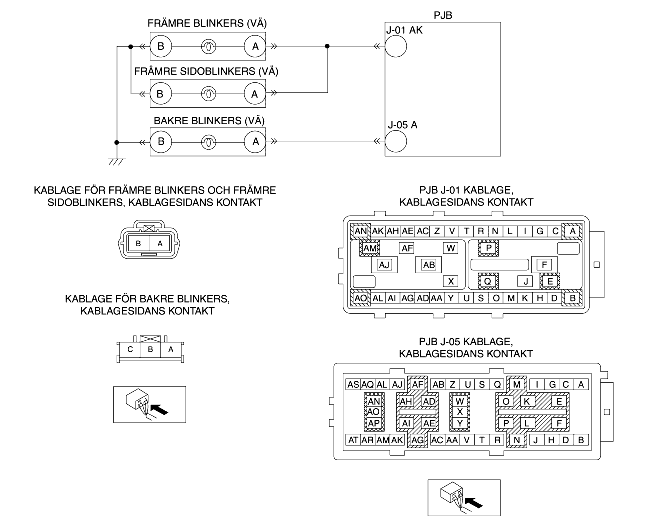 FRÄMRE BLINKERS (VÄ)
PJB
B
A
J-01 AK
FRÄMRE SIDOBLINKERS (VÄ)
B
A
BAKRE BLINKERS (VÄ)
J-05 A
B
A
KABLAGE FÖR FRÄMRE BLINKERS OCH FRÄMRE
SIDOBLINKERS, KABLAGESIDANS KONTAKT
B A
KABLAGE FÖR BAKRE BLINKERS,
KABLAGESIDANS KONTAKT
C B A
PJB J-01 KABLAGE,
KABLAGESIDANS KONTAKT
AN AK AH AE AC Z V T R N L I G C A
AM AF W P
AJ AB F
X Q J E
AO AL AI AG AD AA Y U S O M K H D B
PJB J-05 KABLAGE,
KABLAGESIDANS KONTAKT
AS AQ AL AJ AF AB Z U S Q M I G C A
AN AH AD W O K E
AO X
AP AI AE Y P L F
AT AR AM AK AG AC AA V T R N J H D B